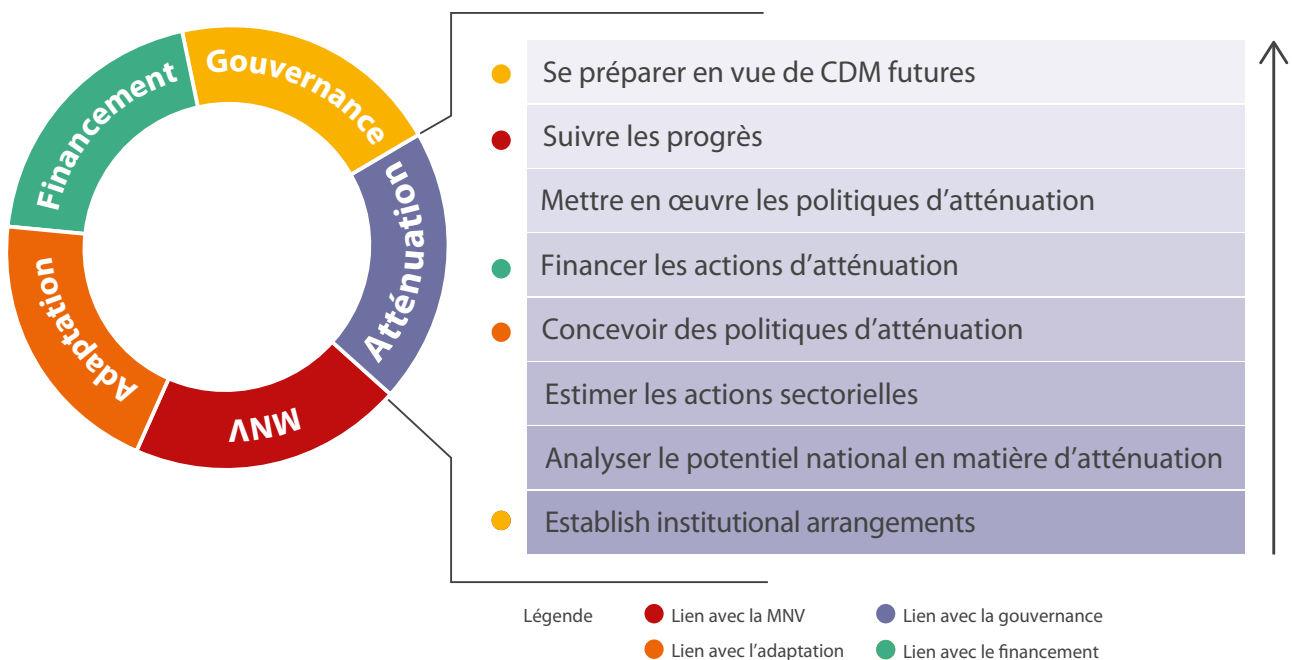 Gouvernance
Financement
Atténuation
Adaptation
MNV
Se préparer en vue de CDM futures
Suivre les progrès
Mettre en œuvre les politiques d'atténuation
Financer les actions d'atténuation
Concevoir des politiques d'atténuation
Estimer les actions sectorielles
Analyser le potentiel national en matière d'atténuation
Establish institutional arrangements
Légende
Lien avec la MNV
Lien avec la gouvernance
Lien avec l'adaptation
Lien avec le financement